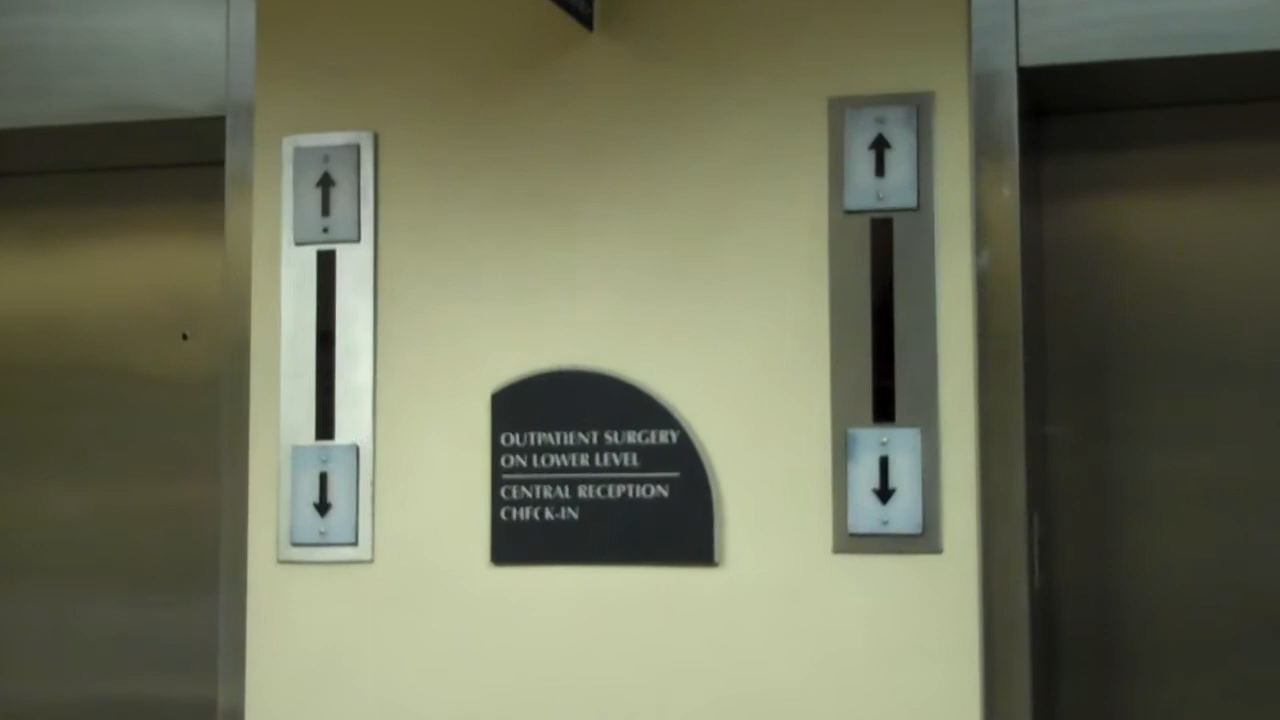 OUTPATIENT SURGERY
ON LOWER LEVEL
CENTRAL RECEPTION
CHECK-IN